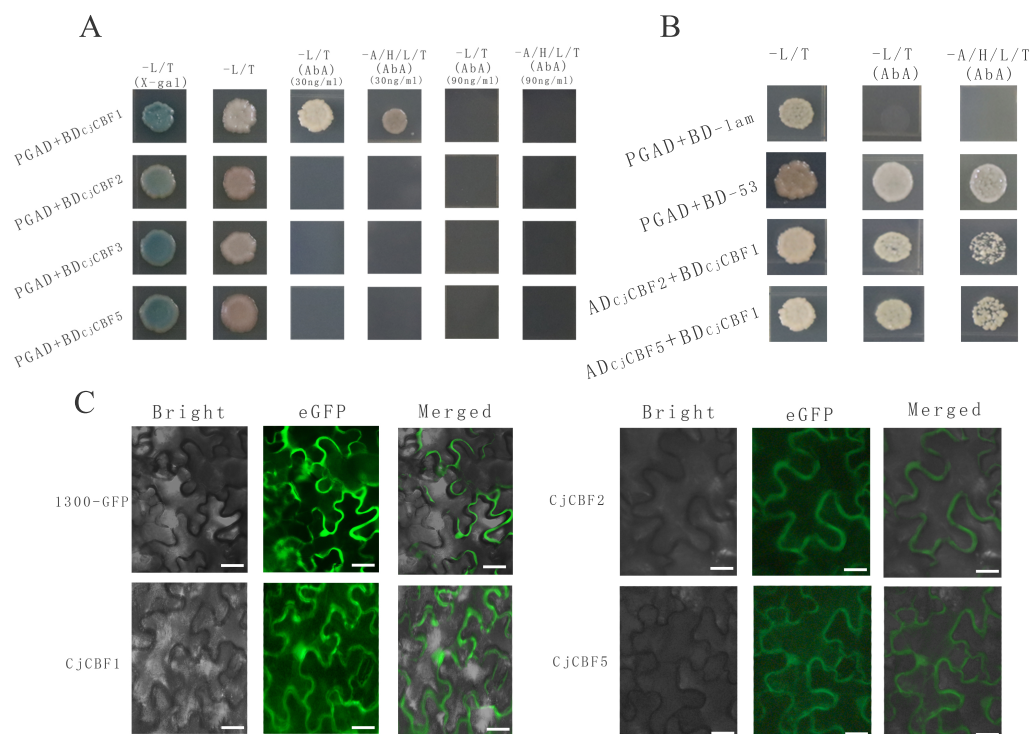 A
-L/T
(X-gal)
-L/T
-L/T
(AbA)
(30ng/ml)
-A/H/L/T
(AbA)
(30ng/ml)
-L/T
(AbA)
(90ng/ml)
-A/H/L/T
(AbA)
(90ng/ml)
PGAD+BDCjCBF1
PGAD+BDCjCBF2
PGAD+BDCjCBF3
PGAD+BDCjCBF5
B
-L/T
-L/T
(AbA)
-A/H/L/T
(AbA)
PGAD+BD-lam
PGAD+BD-53
ADCjCBF2+BDCjCBF1
ADCjCBF5+BDCjCBF1
C
Bright eGFP Merged
1300-GFP
CjCBF1
Bright eGFP Merged
CjCBF2
CjCBF5